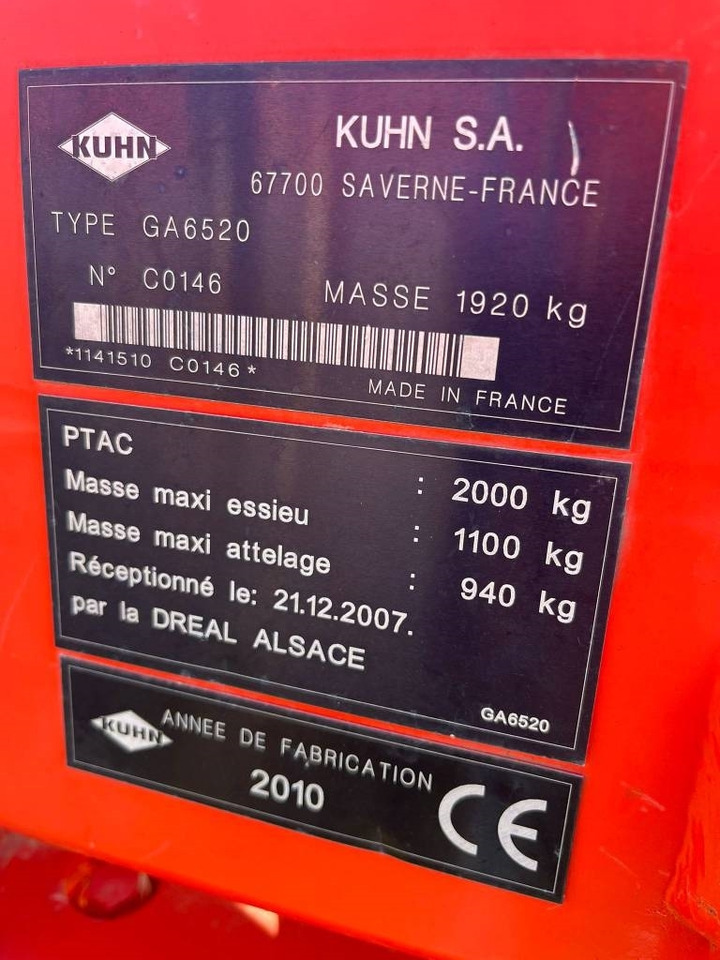 KUHN
KUHN S.A.
67700 SAVERNE-FRANCE
TYPE GA6520
N° C0146 MASSE 1920 kg
*1141510 C0146*
MADE IN FRANCE
PTAC : 2000 kg
Masse maxi essieu : 1100 kg
Masse maxi attelage : 940 kg
Réceptionné le: 21.12.2007.
par la DREAL ALSACE
GA6520
KUHN
ANNEE DE FABRICATION
2010
CE